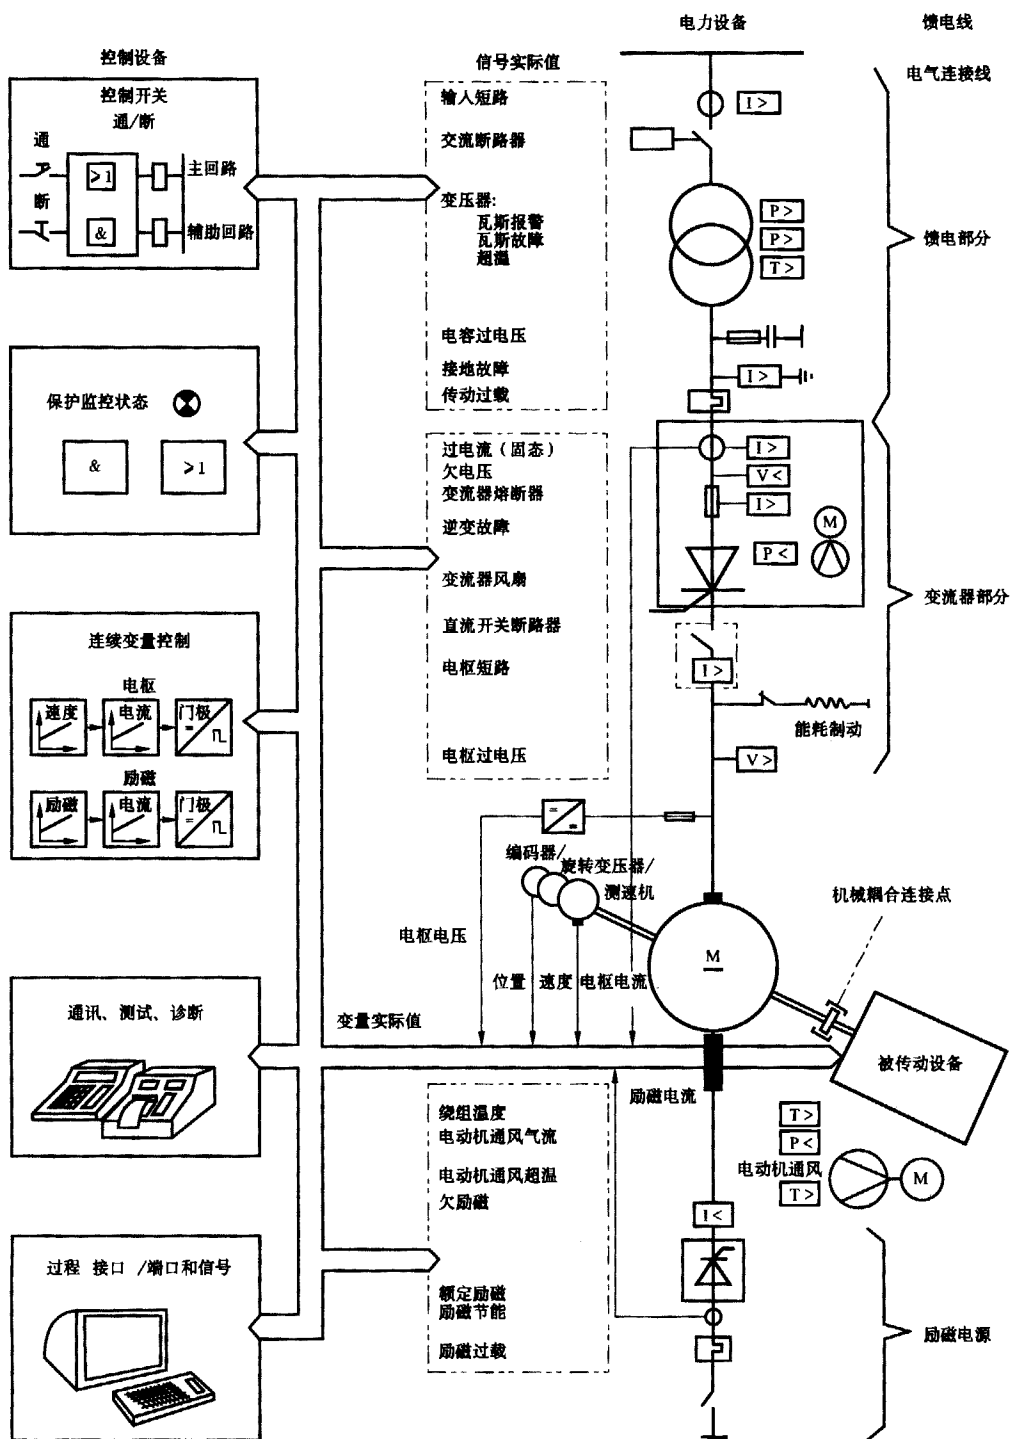 控制设备
控制开关
通/断
通
断
≥1
&
主回路
辅助回路
保护监控状态
&
≥1
连续变量控制
电枢
速度
电流
门极
=
励磁
励磁
电流
门极
=
通讯、测试、诊断
过程 接口 /端口和信号
信号实际值
输入短路
交流断路器
变压器:
瓦斯报警
瓦斯故障
超温
电容过电压
接地故障
传动过载
过电流(固态)
欠电压
变流器熔断器
逆变故障
变流器风扇
直流开关断路器
电枢短路
电枢过电压
编码器/
旋转变压器/
测速机
电枢电压
位置
速度
电枢电流
变量实际值
绕组温度
电动机通风气流
电动机通风超温
欠励磁
额定励磁
励磁节能
励磁过载
电力设备
I>
P>
P>
T>
I>
I>
V<
I>
P<
M
I>
能耗制动
V>
M
机械耦合连接点
被传动设备
励磁电流
T>
P<
电动机通风
T>
M
I<
馈电线
电气连接线
馈电部分
变流器部分
励磁电源